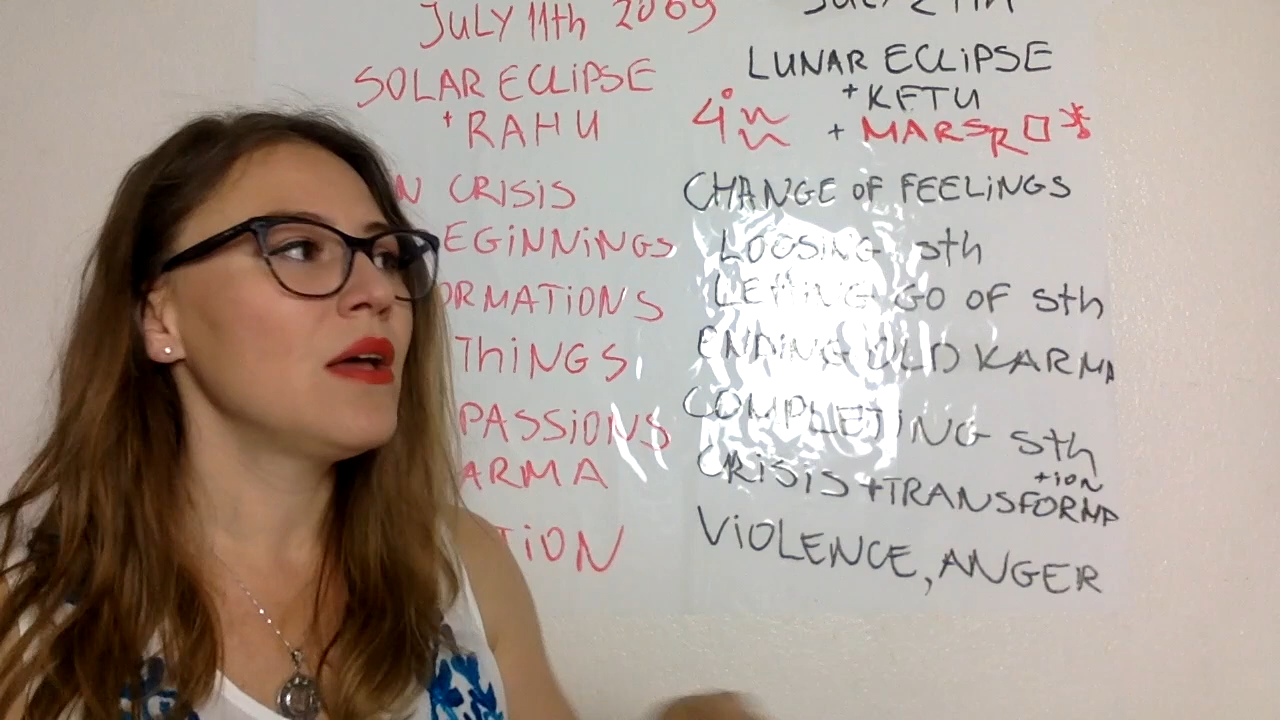 JULY 11th 2069
SOLAR ECLIPSE
+ RAHU
N CRISIS
EGINNINGS
ORMATIONS
THINGS
PASSIONS
ARMA
TION
LUNAR ECLIPSE
+ KETU
+ MARS R
CHANGE OF FEELINGS
LOOSING sth
LETTING GO OF sth
ENDING OLD KARMA
COMPLETING sth
CRISIS + TRANSFORMA
+ion
VIOLENCE, ANGER